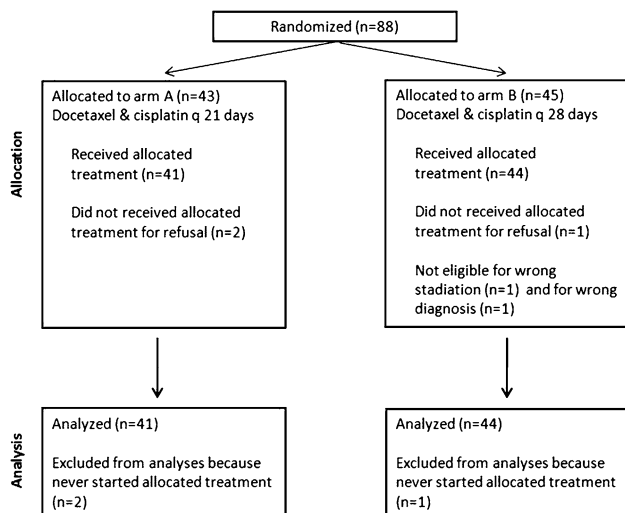 Randomized (n=88)
Allocation
Allocated to arm A (n=43)
Docetaxel & cisplatin q 21 days
Received allocated
treatment (n=41)
Did not received allocated
treatment for refusal (n=2)
Allocated to arm B (n=45)
Docetaxel & cisplatin q 28 days
Received allocated
treatment (n=44)
Did not received allocated
treatment for refusal (n=1)
Not eligible for wrong
stadiation (n=1) and for wrong
diagnosis (n=1)
Analysis
Analyzed (n=41)
Excluded from analyses because
never started allocated treatment
(n=2)
Analyzed (n=44)
Excluded from analyses because
never started allocated treatment
(n=1)